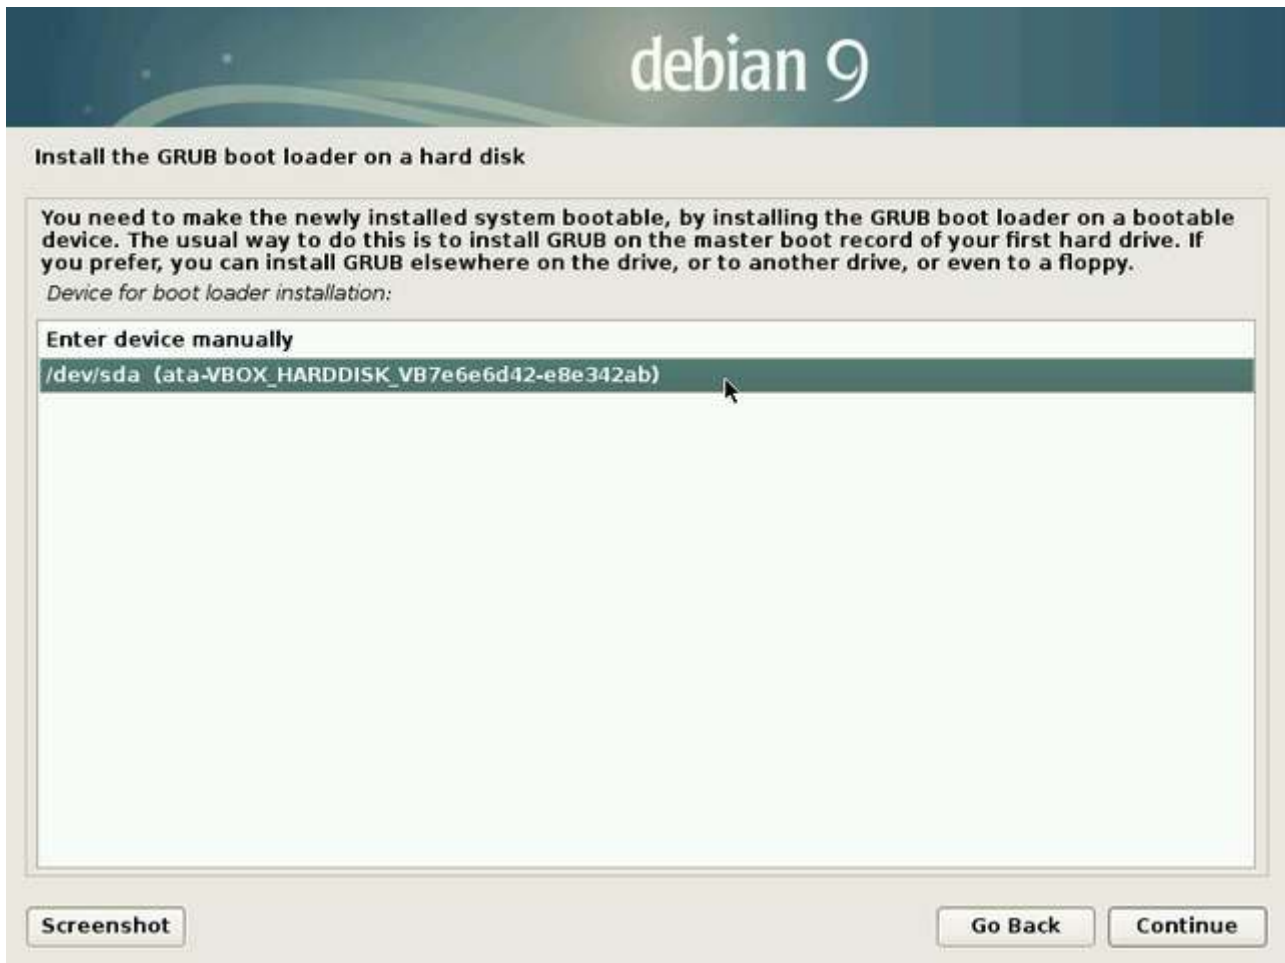 debian 9
Install the GRUB boot loader on a hard disk
You need to make the newly installed system bootable, by installing the GRUB boot loader on a bootable
device. The usual way to do this is to install GRUB on the master boot record of your first hard drive. If
you prefer, you can install GRUB elsewhere on the drive, or to another drive, or even to a floppy.
Device for boot loader installation:
Enter device manually
/dev/sda (ata-VBOX_HARDDISK_VB7e6e6d42-e8e342ab)
Screenshot
Go Back
Continue